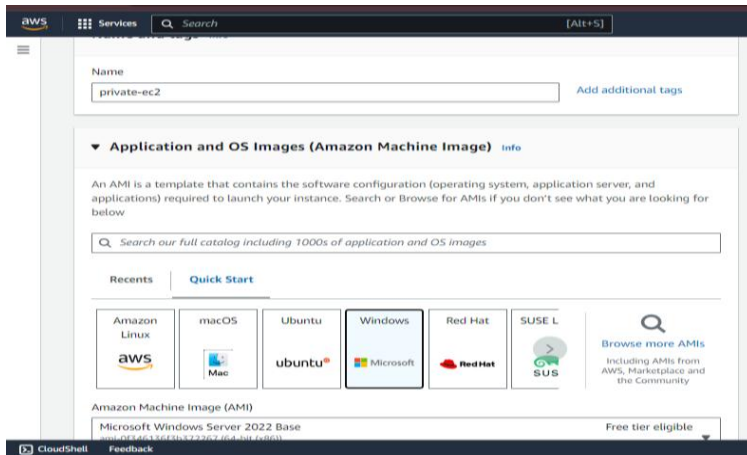 aws
Services
Search
[Alt+S]
Name
private-ec2
Add additional tags
Application and OS Images (Amazon Machine Image) Info
An AMI is a template that contains the software configuration (operating system, application server, and
applications) required to launch your instance. Search or Browse for AMIs if you don't see what you are looking for
below
Search our full catalog including 1000s of application and OS images
Recents
Quick Start
Amazon
Linux
aws
macOS
Mac
Ubuntu
ubuntu®
Windows
Microsoft
Red Hat
Red Hat
SUSE L
SUS
Browse more AMIs
Including AMIs from
AWS, Marketplace and
the Community
Amazon Machine Image (AMI)
Microsoft Windows Server 2022 Base
Free tier eligible
CloudShell
Feedback